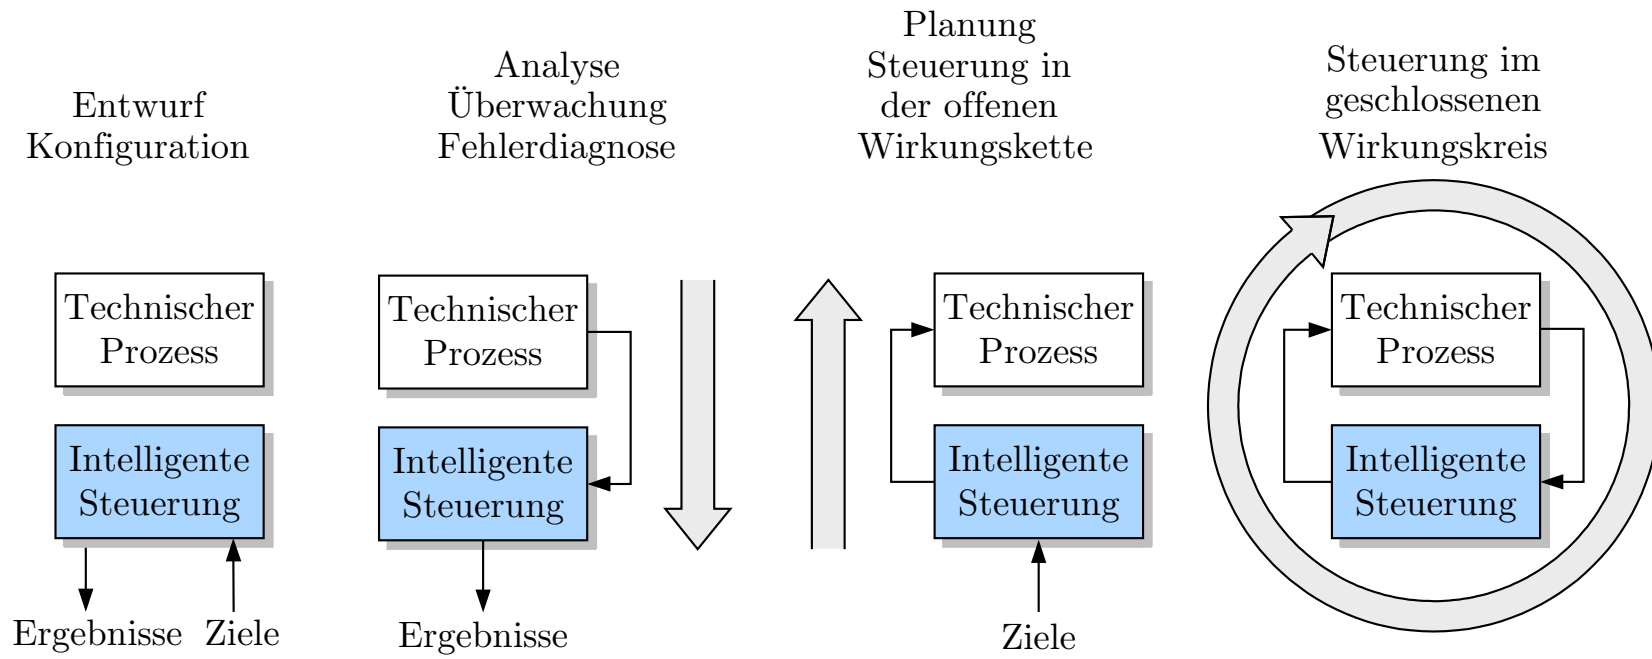 Entwurf
Konfiguration
Analyse
Überwachung
Fehlerdiagnose
Planung
Steuerung in
der offenen
Wirkungskette
Steuerung im
geschlossenen
Wirkungskreis
Technischer
Prozess
Intelligente
Steuerung
Ergebnisse
Ziele
Technischer
Prozess
Intelligente
Steuerung
Ergebnisse
Technischer
Prozess
Intelligente
Steuerung
Ziele
Technischer
Prozess
Intelligente
Steuerung